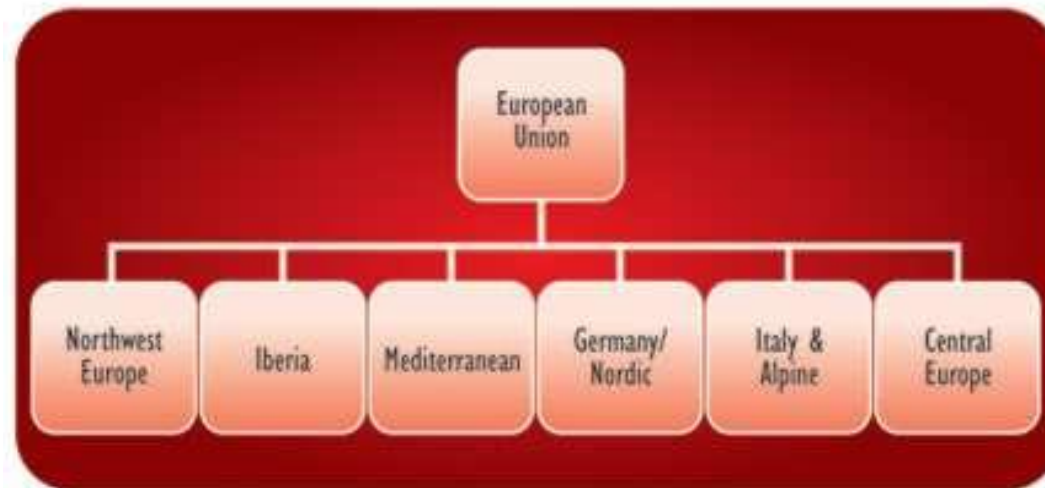 European
Union
Northwest
Europe
Iberia
Mediterranean
Germany/
Nordic
Italy &
Alpine
Central
Europe